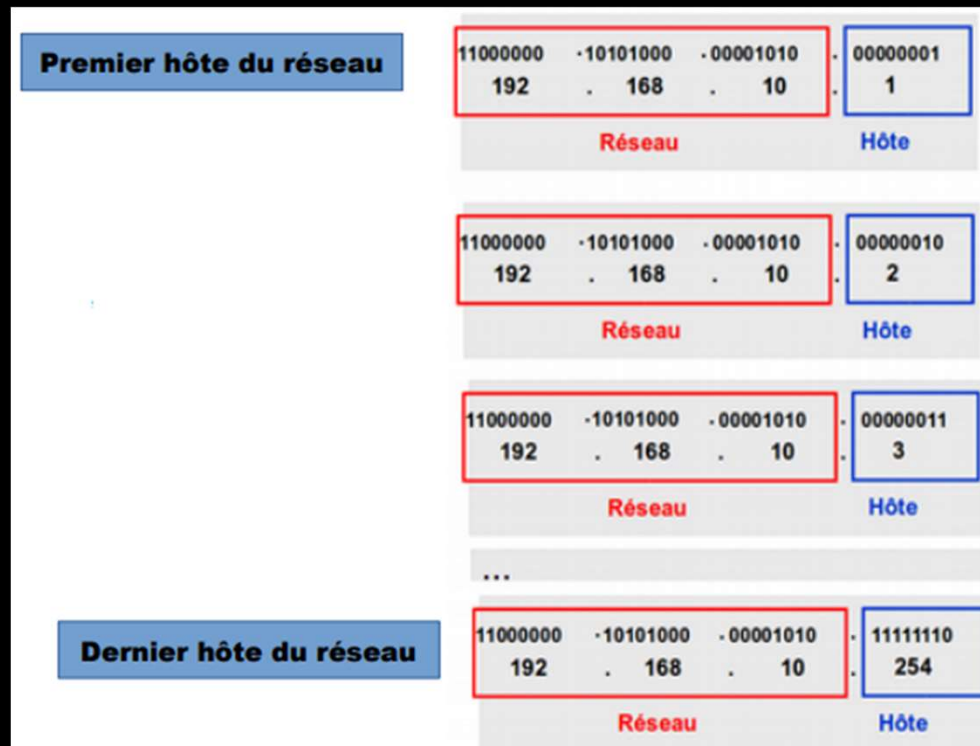 Premier hôte du réseau
11000000 ·10101000 ·00001010 . 00000001
192 . 168 . 10 . 1
Réseau Hôte
11000000 ·10101000 ·00001010 . 00000010
192 . 168 . 10 . 2
Réseau Hôte
11000000 ·10101000 ·00001010 . 00000011
192 . 168 . 10 . 3
Réseau Hôte
...
Dernier hôte du réseau
11000000 ·10101000 ·00001010 . 11111110
192 . 168 . 10 . 254
Réseau Hôte